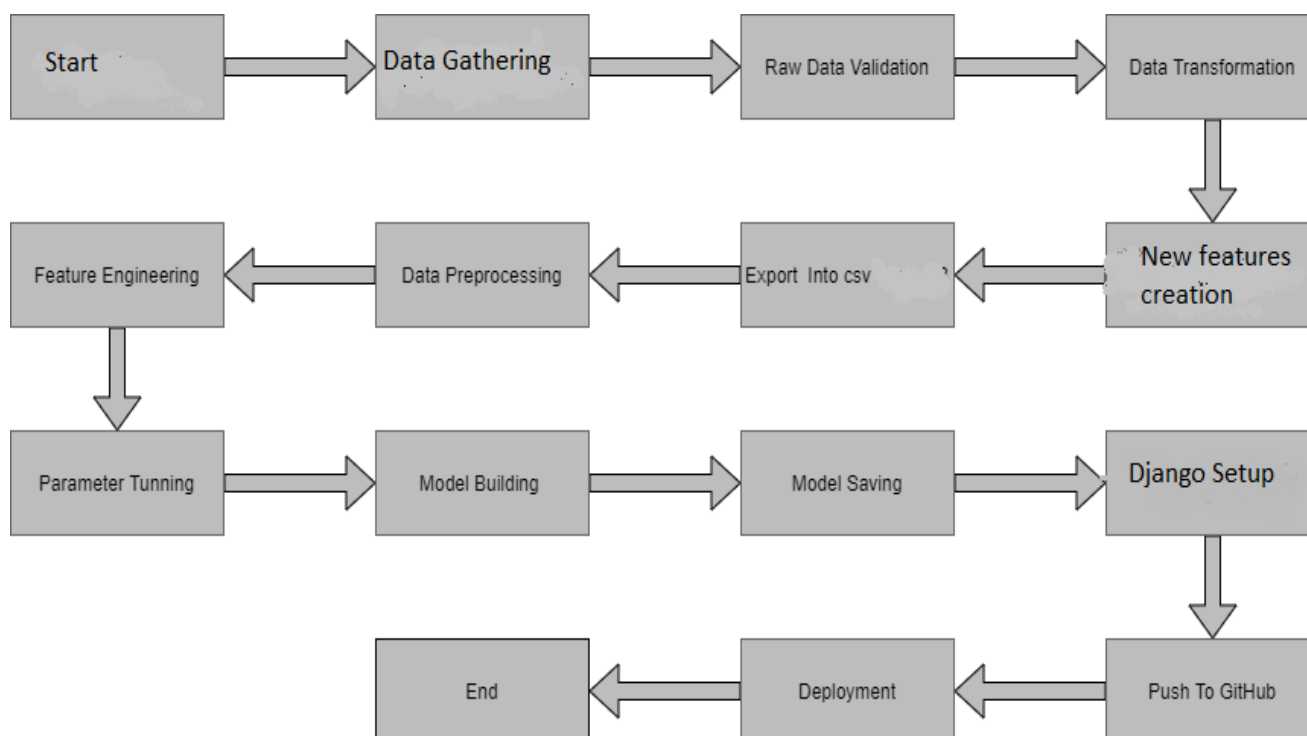 Start
Data Gathering
Raw Data Validation
Data Transformation
New features
creation
Export Into csv
Data Preprocessing
Feature Engineering
Parameter Tunning
Model Building
Model Saving
Django Setup
Push To GitHub
Deployment
End